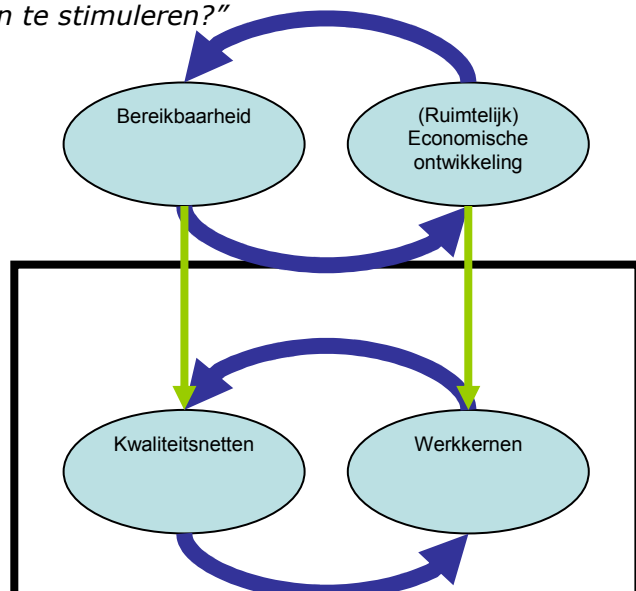 n te stimuleren?”
Bereikbaarheid
(Ruimtelijk)
Economische
ontwikkeling
Kwaliteitsnetten
Werkkernen